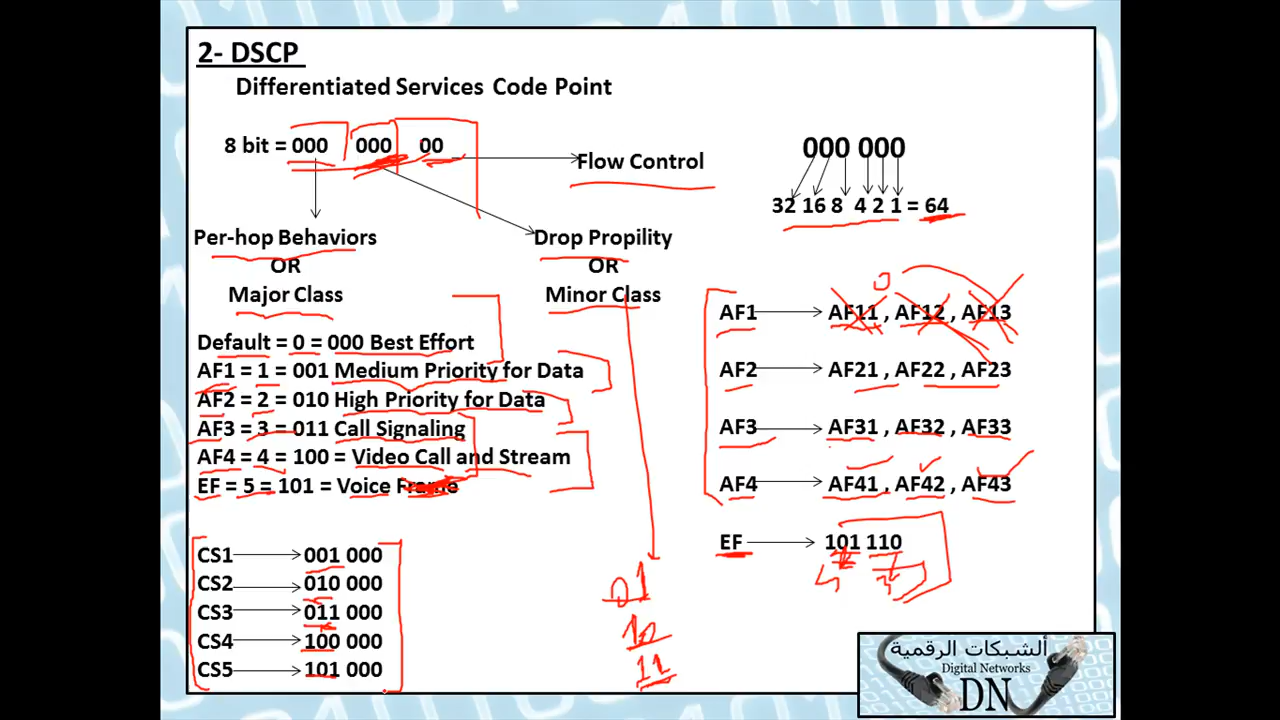 2- DSCP
Differentiated Services Code Point
8 bit = 000 000 00
Flow Control
Per-hop Behaviors
OR
Major Class
Drop Propility
OR
Minor Class
Default = 0 = 000 Best Effort
AF1 = 1 = 001 Medium Priority for Data
AF2 = 2 = 010 High Priority for Data
AF3 = 3 = 011 Call Signaling
AF4 = 4 = 100 = Video Call and Stream
EF = 5 = 101 = Voice Frame
CS1 001 000
CS2 010 000
CS3 011 000
CS4 100 000
CS5 101 000
01
10
11
000 000
32 16 8 4 2 1 = 64
0
AF1 AF11 , AF12 , AF13
AF2 AF21 , AF22 , AF23
AF3 AF31 , AF32 , AF33
AF4 AF41 , AF42 , AF43
EF 101 110
ألشبكات الرقمية
Digital Networks
DN